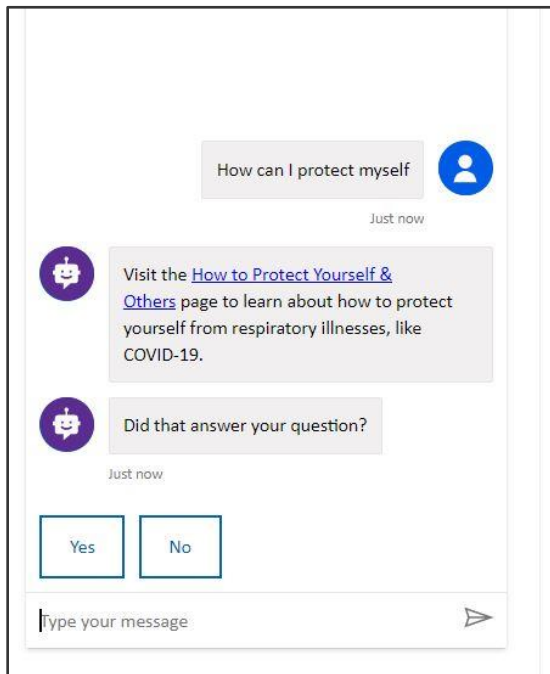 How can I protect myself
Just now
Visit the How to Protect Yourself &
Others page to learn about how to protect
yourself from respiratory illnesses, like
COVID-19.
Did that answer your question?
Just now
Yes
No
Type your message